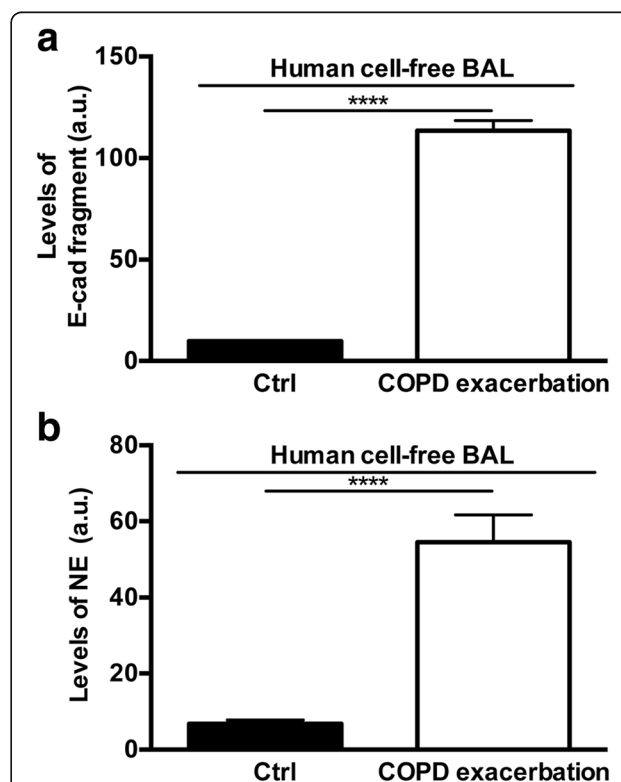 a
Levels of
E-cad fragment (a.u.)
150
100
50
0
Human cell-free BAL
****
Ctrl
COPD exacerbation
b
Levels of NE (a.u.)
80
60
40
20
0
Human cell-free BAL
****
Ctrl
COPD exacerbation